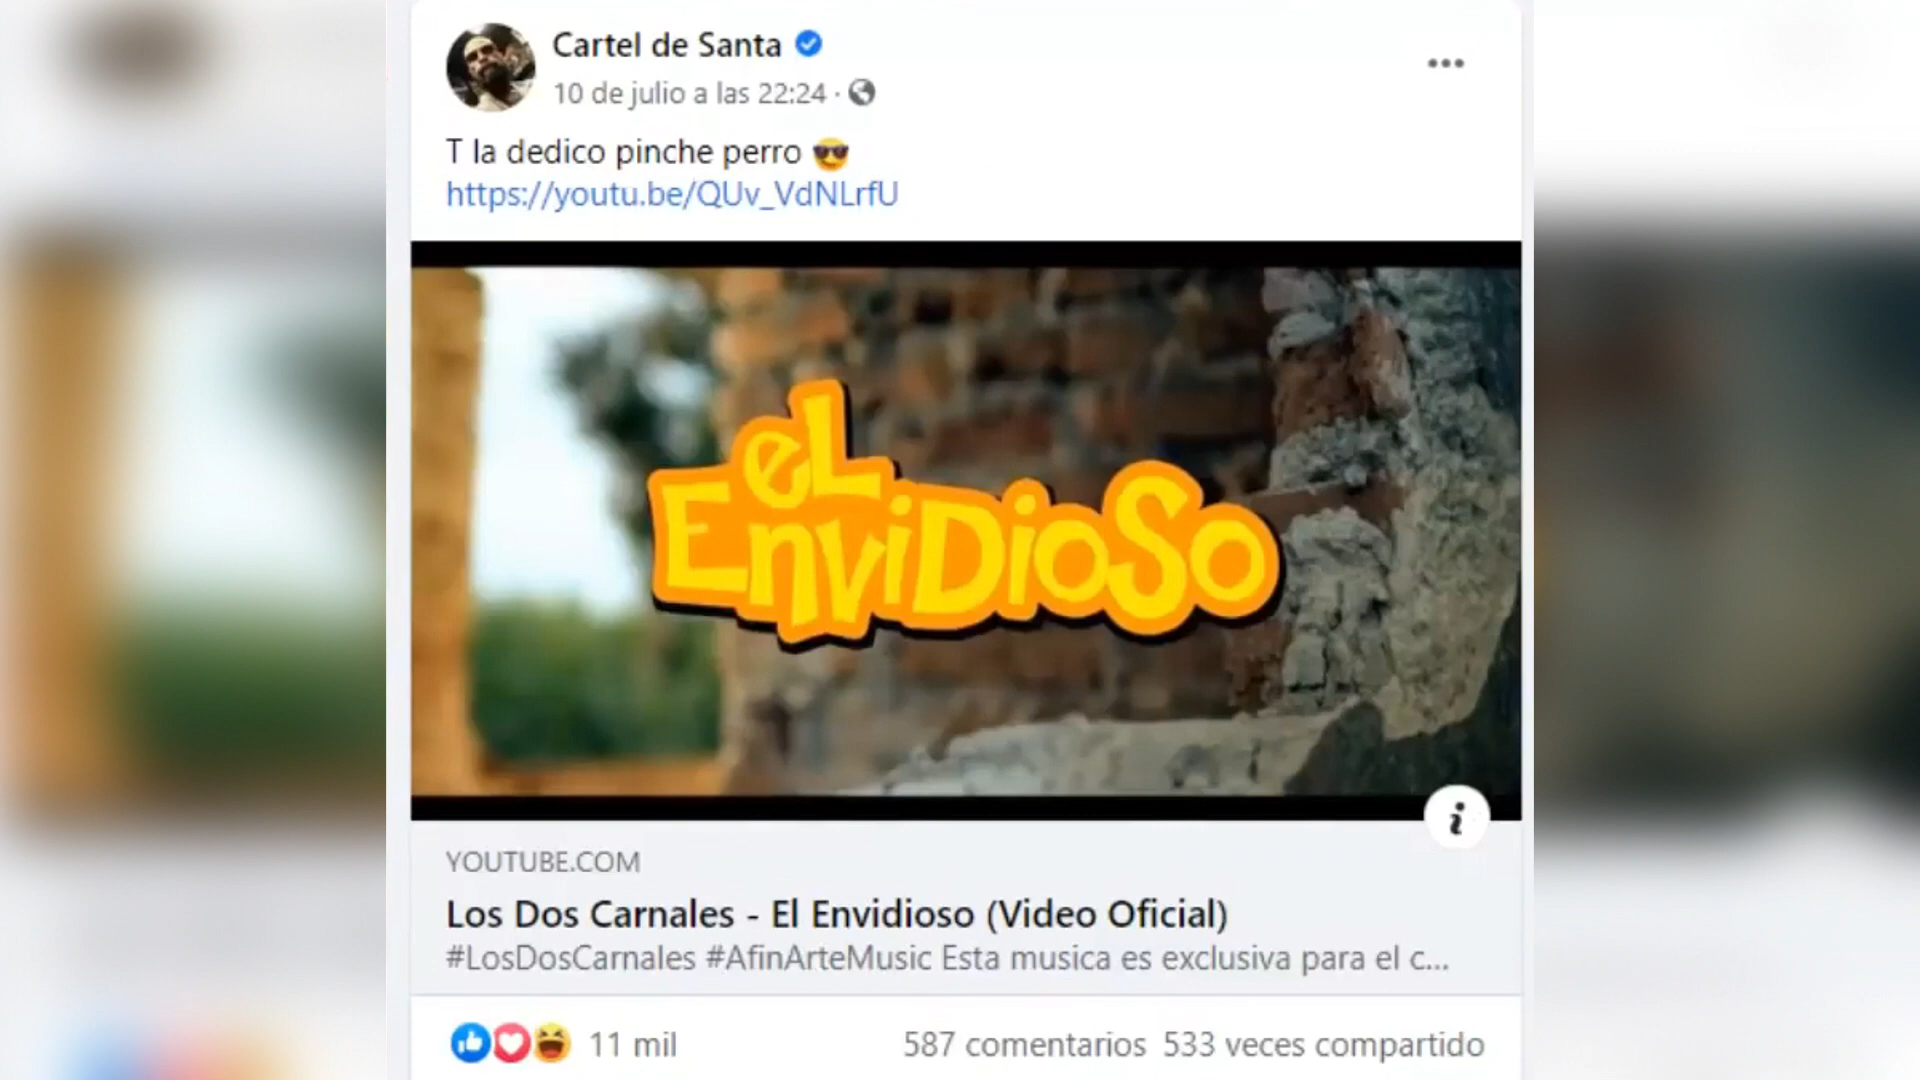 Cartel de Santa
10 de julio a las 22:24 ·
T la dedico pinche perro 😎
https://youtu.be/QUv_VdNLrfU
eL
EnviDioSo
i
YOUTUBE.COM
Los Dos Carnales - El Envidioso (Video Oficial)
#LosDosCarnales #AfinArteMusic Esta musica es exclusiva para el c...
11 mil
587 comentarios 533 veces compartido